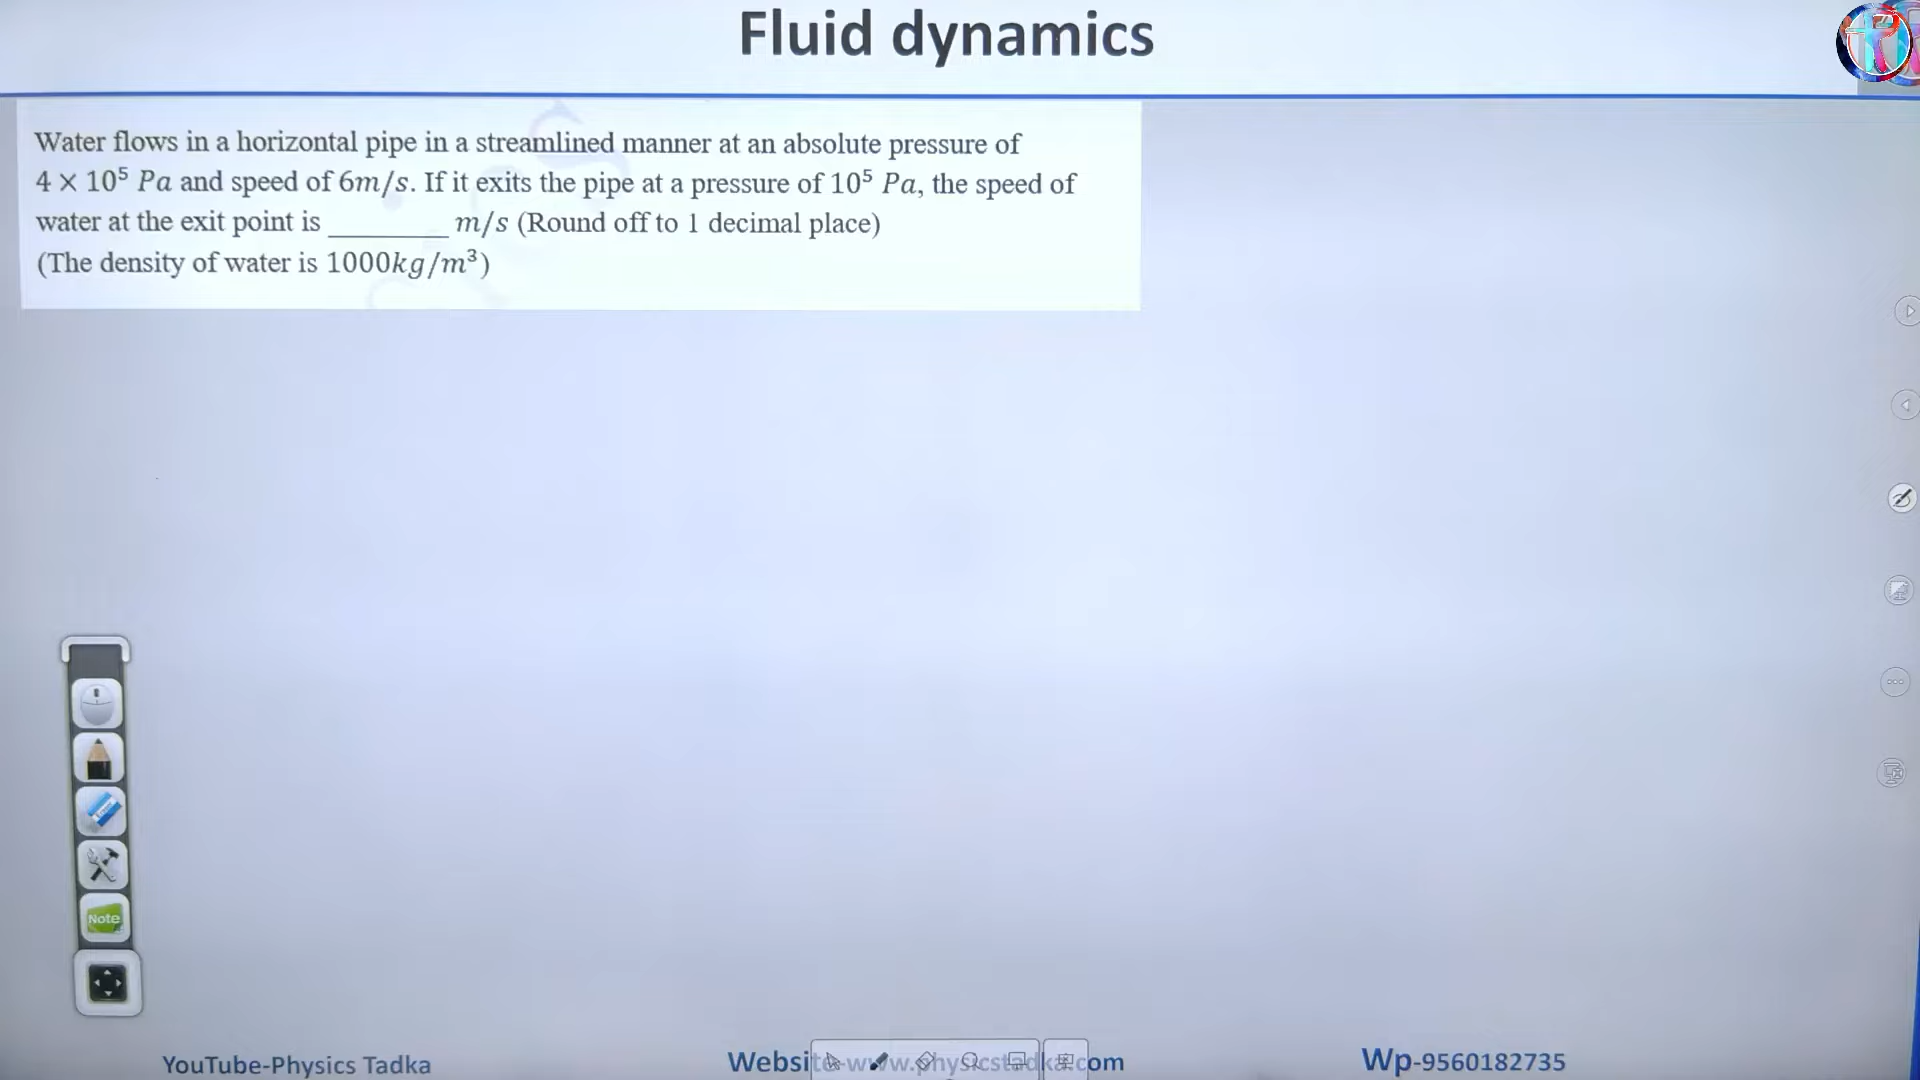 Fluid dynamics
Water flows in a horizontal pipe in a streamlined manner at an absolute pressure of
4 × 10⁵ Pa and speed of 6m/s. If it exits the pipe at a pressure of 10⁵ Pa, the speed of
water at the exit point is ________ m/s (Round off to 1 decimal place)
(The density of water is 1000kg/m³)
Note
YouTube-Physics Tadka
Website-www.physicstadka.com
Wp-9560182735